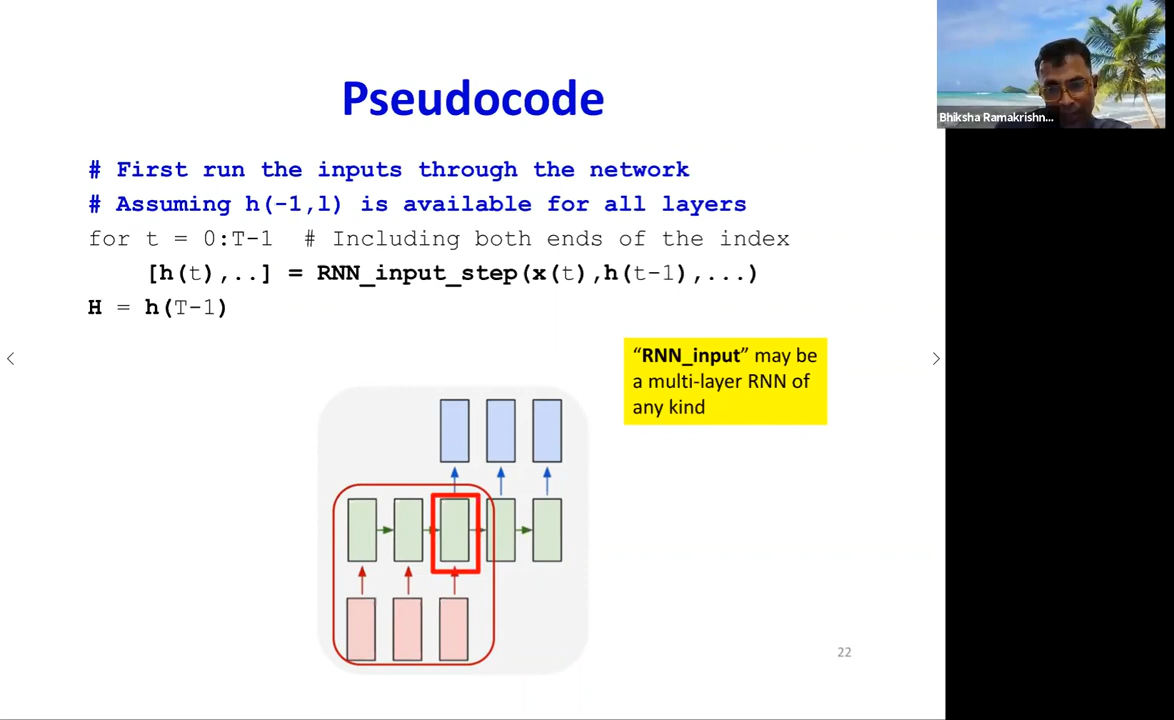 Pseudocode
# First run the inputs through the network
# Assuming h(-1,l) is available for all layers
for t = 0:T-1 # Including both ends of the index
[h(t),..] = RNN_input_step(x(t),h(t-1),...)
H = h(T-1)
“RNN_input” may be
a multi-layer RNN of
any kind
22
Bhiksha Ramakrishn...